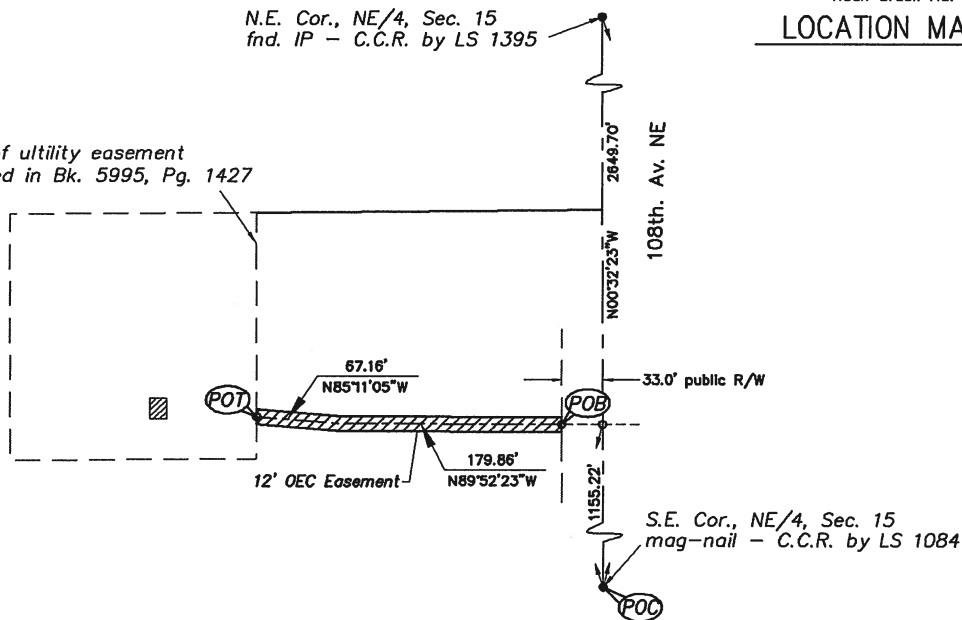 LOCATION MA
N.E. Cor., NE/4, Sec. 15
fnd. IP – C.C.R. by LS 1395
2649.70'
108th. Av. NE
N00°32'23"W
f ultility easement
ed in Bk. 5995, Pg. 1427
67.16'
N85°11'05"W
33.0' public R/W
POT
POB
179.86'
N89°52'23"W
12' OEC Easement
1155.22'
S.E. Cor., NE/4, Sec. 15
mag-nail – C.C.R. by LS 1084
POC